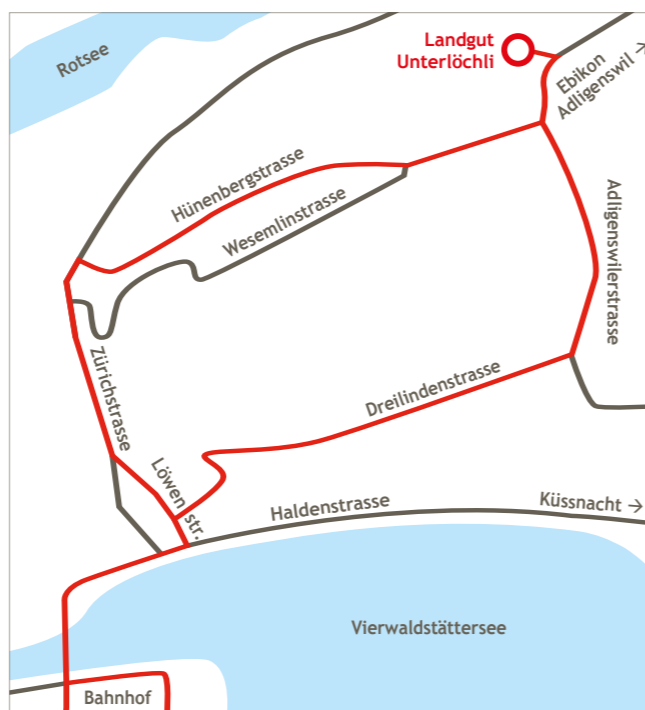 Rotsee
Landgut
Unterlöchli
Ebikon
Adligenswil →
Hünenbergstrasse
Wesemlinstrasse
Adligenswilerstrasse
Zürichstrasse
Dreilindenstrasse
Löwen str.
Haldenstrasse
Küssnacht →
Vierwaldstättersee
Bahnhof